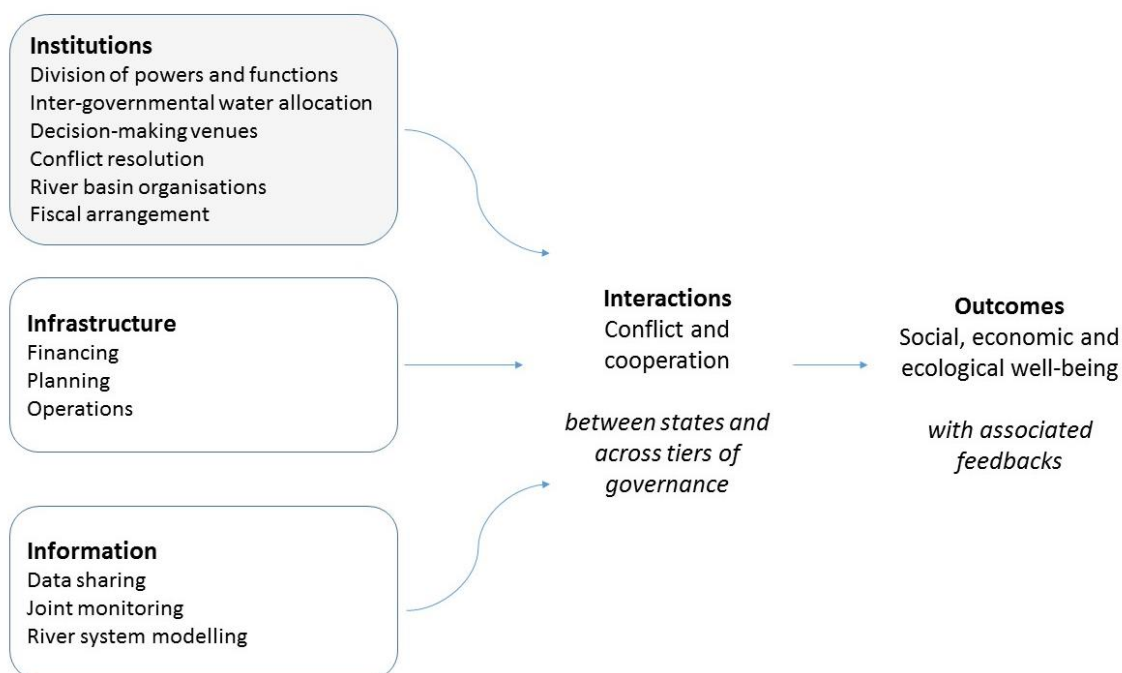 Institutions
Division of powers and functions
Inter-governmental water allocation
Decision-making venues
Conflict resolution
River basin organisations
Fiscal arrangement
Infrastructure
Financing
Planning
Operations
Information
Data sharing
Joint monitoring
River system modelling
Interactions
Conflict and
cooperation
between states and
across tiers of
governance
Outcomes
Social, economic and
ecological well-being
with associated
feedbacks